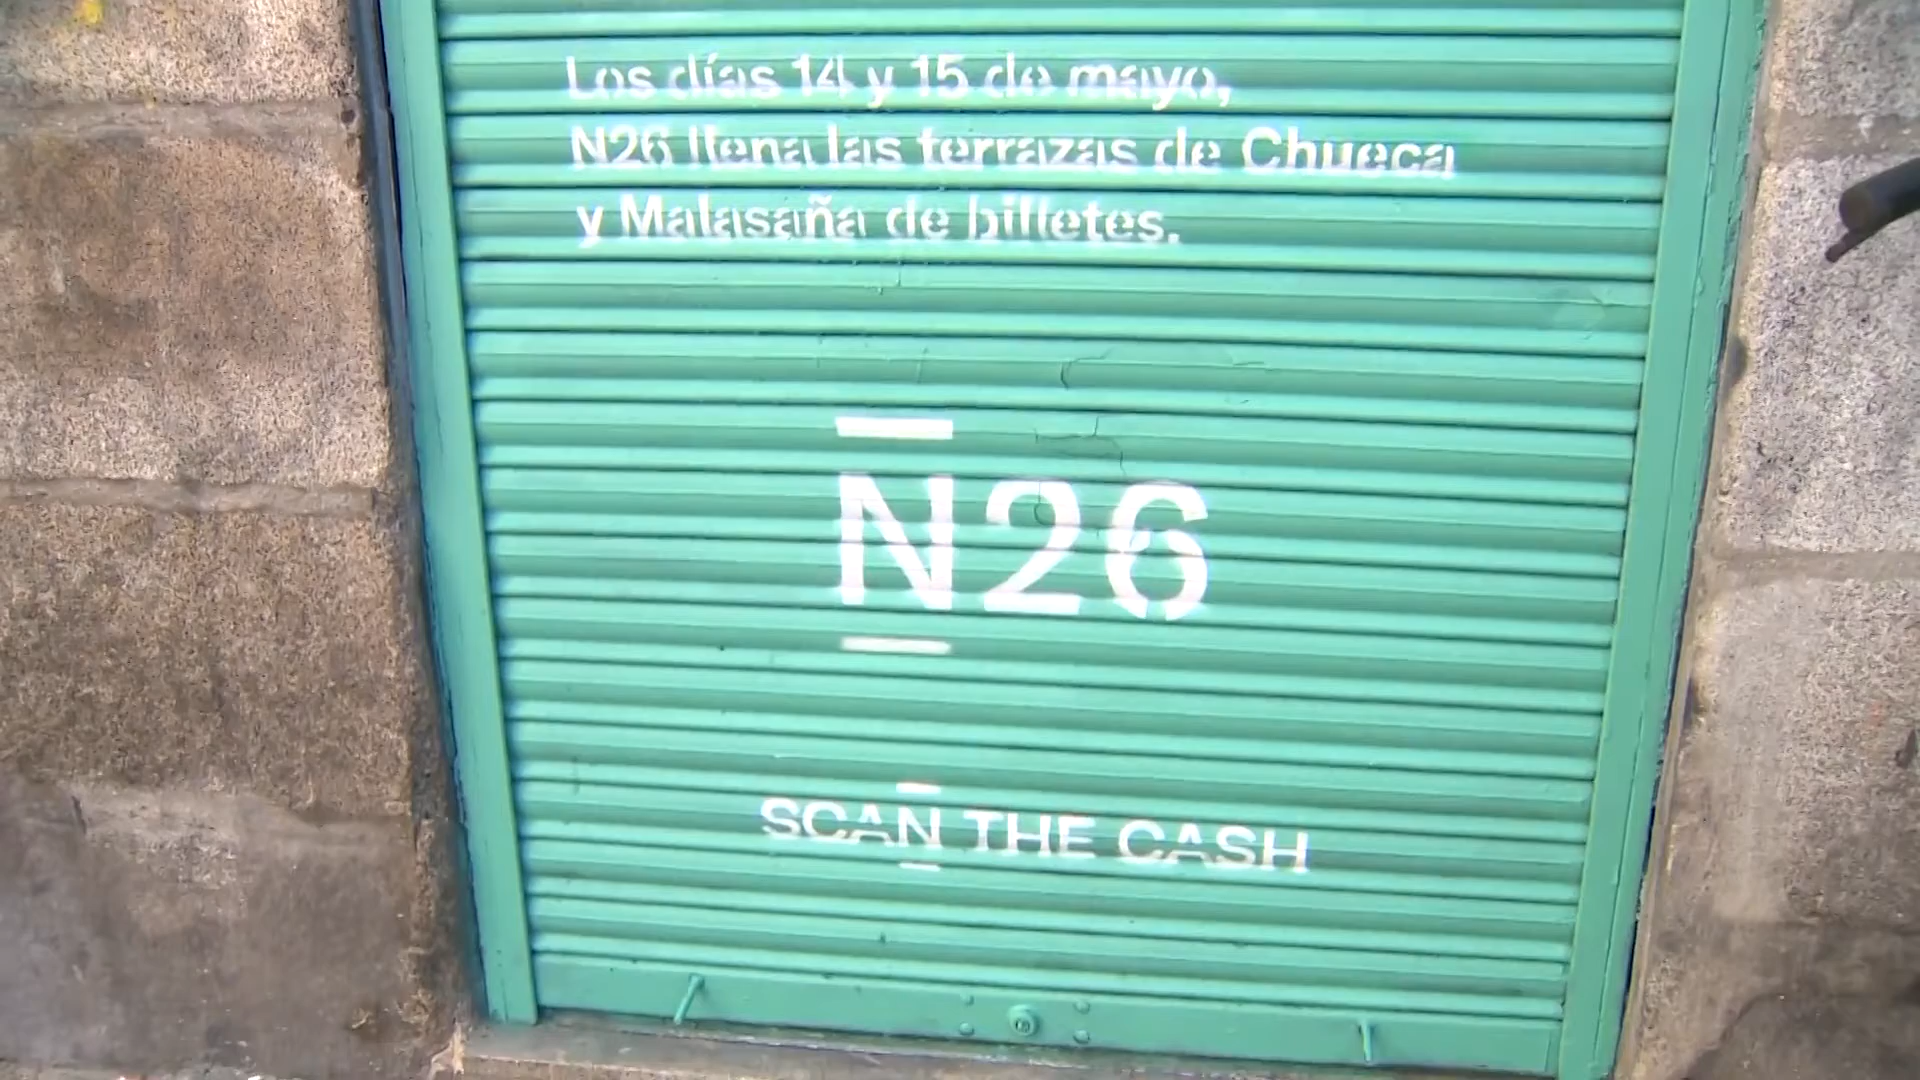 Los días 14 y 15 de mayo,
N26 llena las terrazas de Chueca
y Malasaña de billetes.
N26
SCAN THE CASH